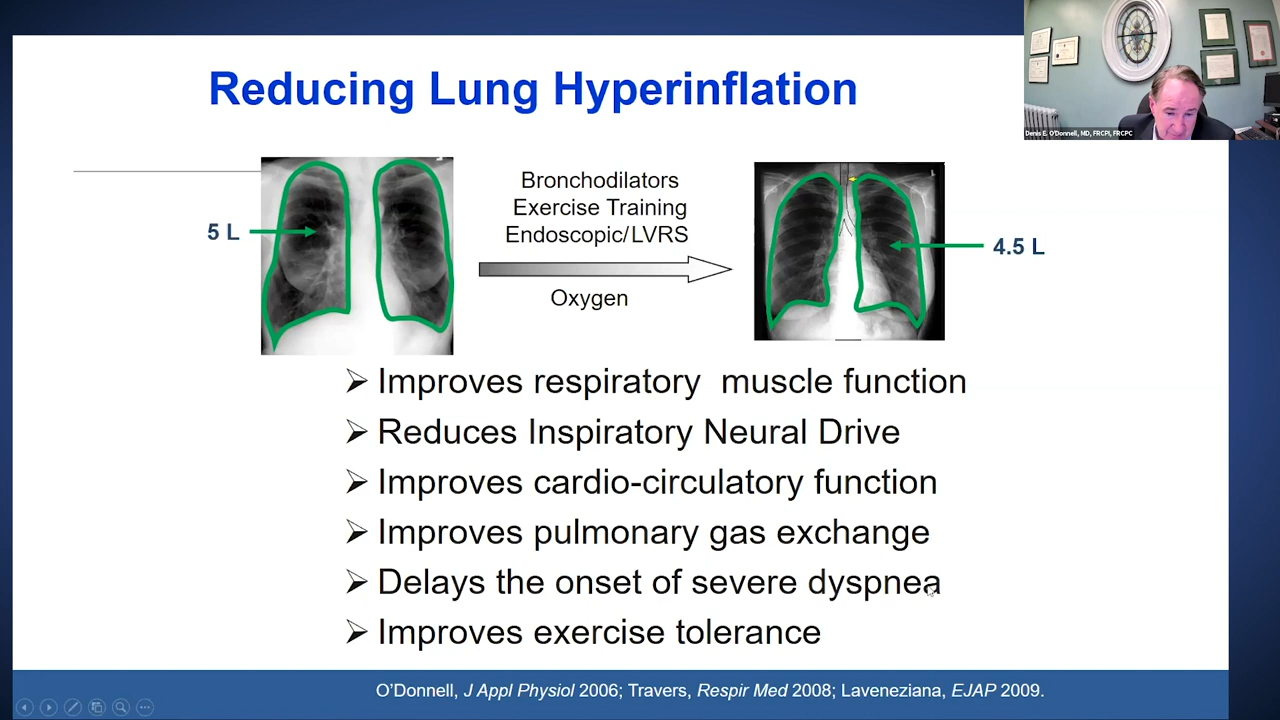 Reducing Lung Hyperinflation
Denis E. O'Donnell, MD, FRCPI, FRCPC
5 L
Bronchodilators
Exercise Training
Endoscopic/LVRS
Oxygen
4.5 L
L
Improves respiratory muscle function
Reduces Inspiratory Neural Drive
Improves cardio-circulatory function
Improves pulmonary gas exchange
Delays the onset of severe dyspnea
Improves exercise tolerance
O'Donnell, J Appl Physiol 2006; Travers, Respir Med 2008; Laveneziana, EJAP 2009.